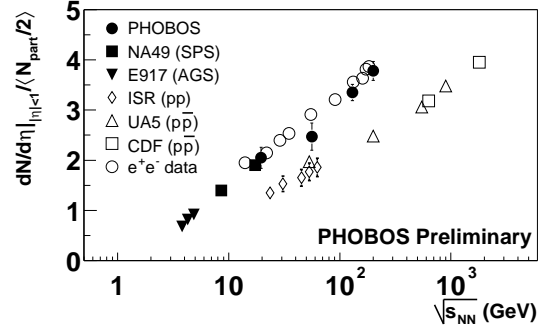 dN/dη||η|<1/⟨Npart/2⟩
5
4
3
2
1
0
PHOBOS
NA49 (SPS)
E917 (AGS)
ISR (pp)
UA5 (pp̅)
CDF (pp̅)
e⁺e⁻ data
PHOBOS Preliminary
1 10 10² 10³
√sNN (GeV)